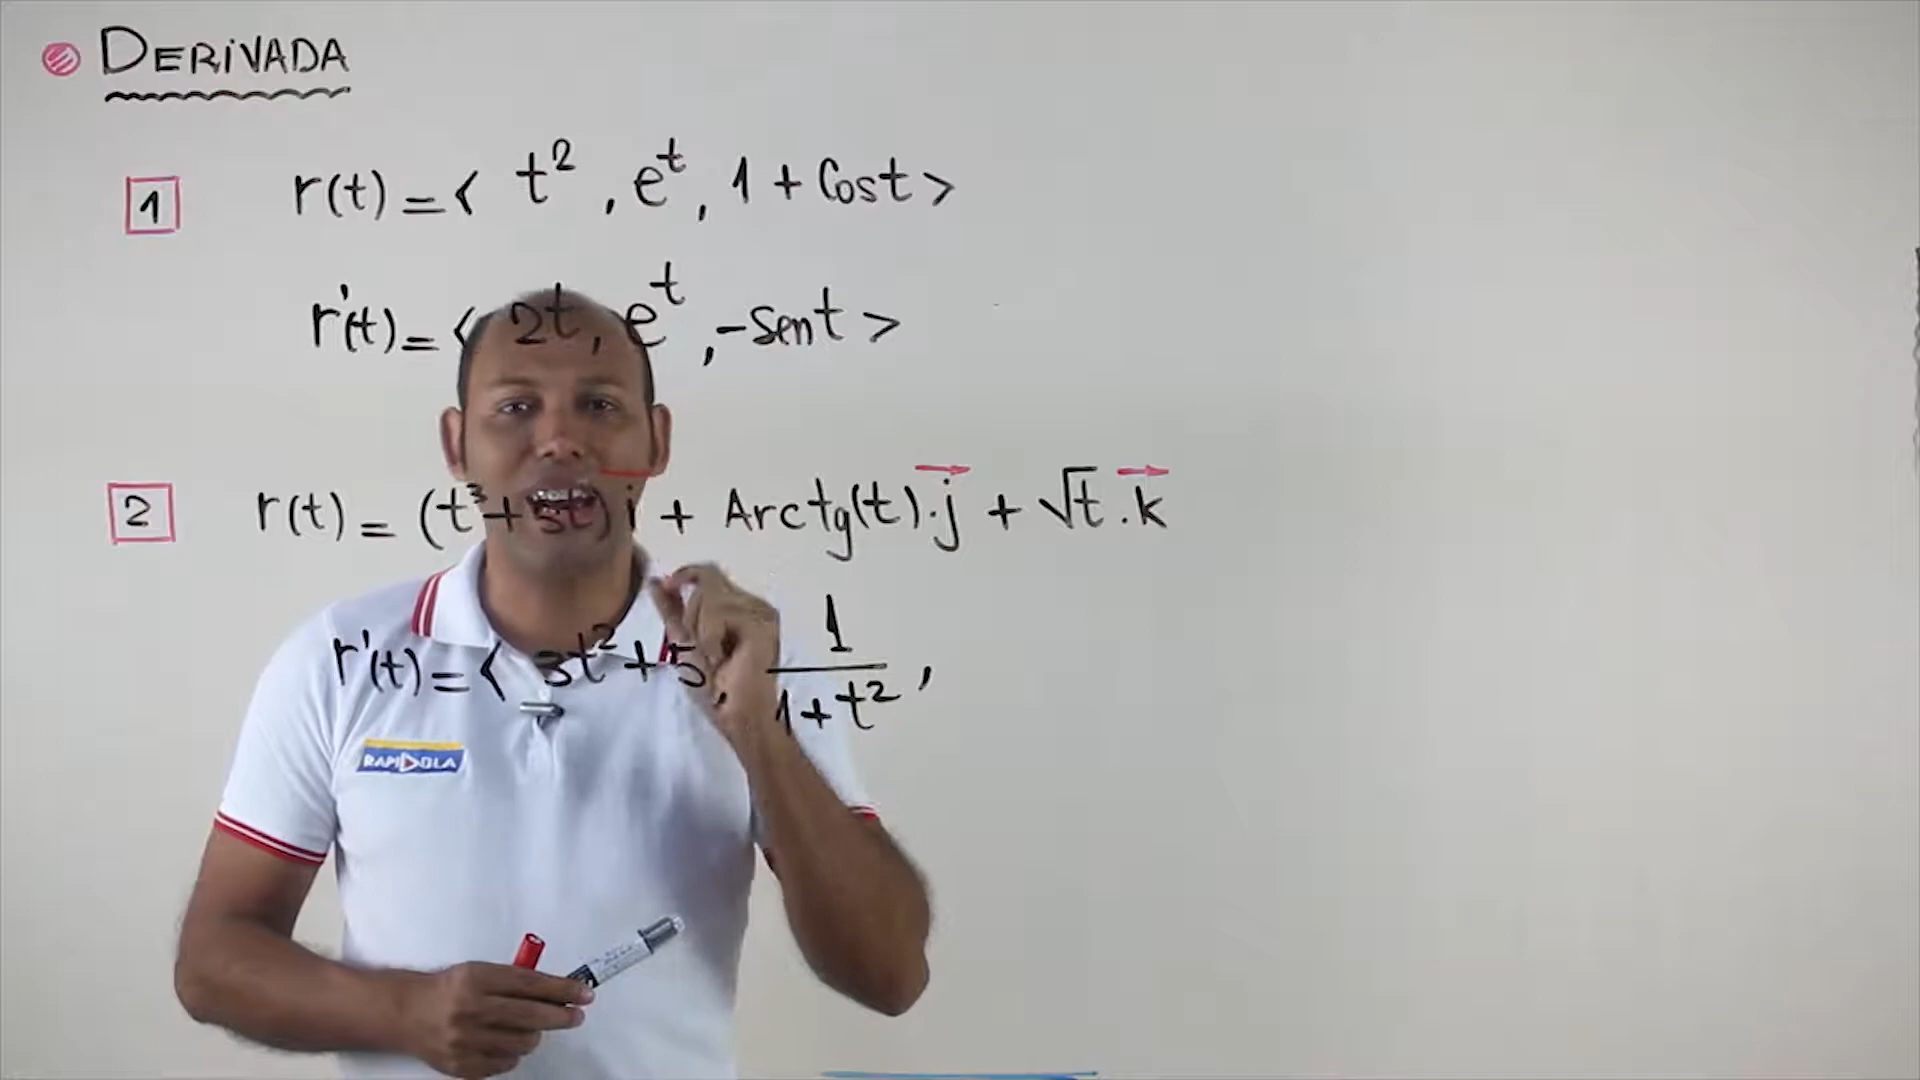 DERIVADA
1 r(t) = < t², eᵗ, 1 + Cost >
r'(t) = < 2t, eᵗ, -sent >
2 r(t) = (t³ + 5t) i + Arctg(t).j + √t.k
r'(t) = < 3t² + 5, 1/(1+t²),
RAPIDOLA